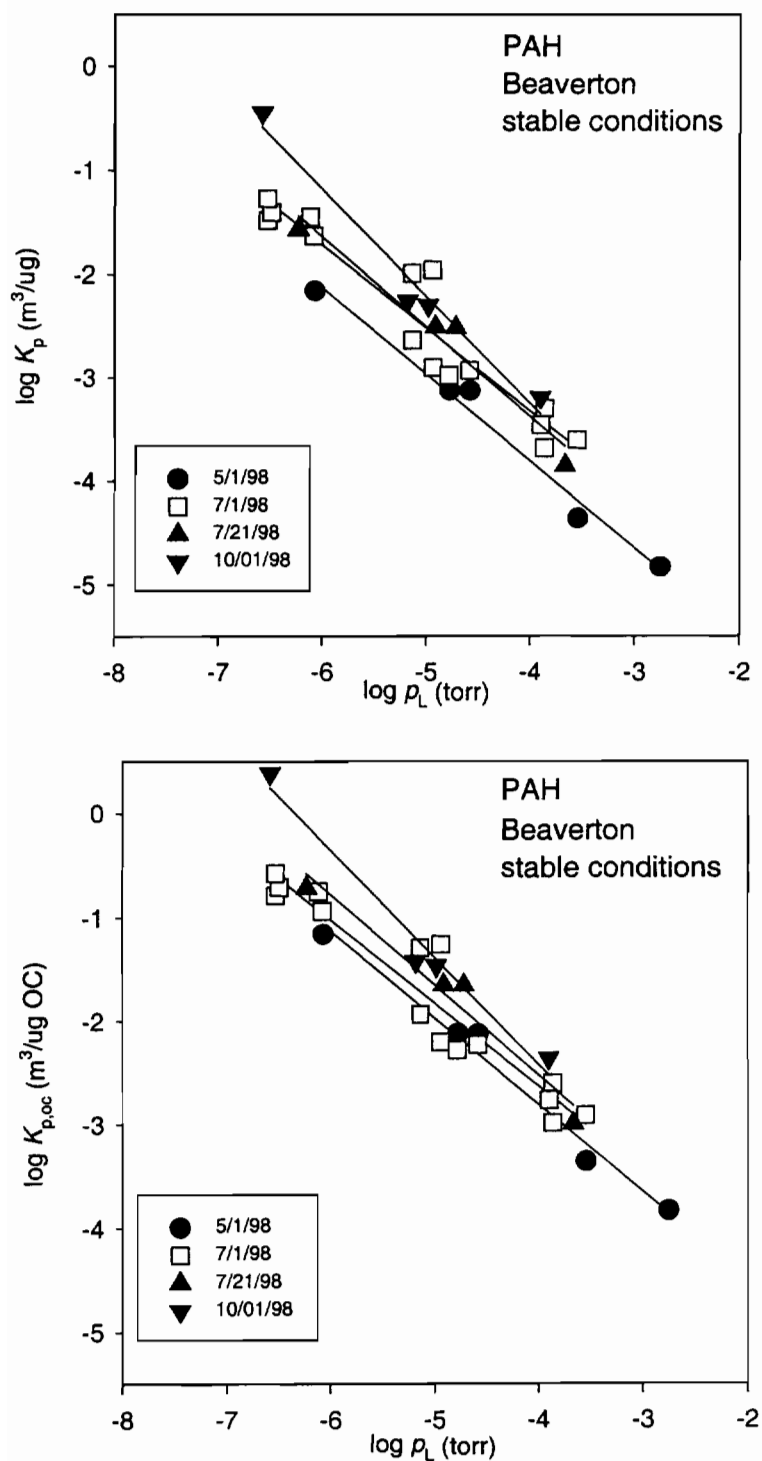 PAH
Beaverton
stable conditions
0
-1
-2
-3
-4
-5
log Kp (m³/ug)
5/1/98
7/1/98
7/21/98
10/01/98
-8 -7 -6 -5 -4 -3 -2
log pL (torr)
PAH
Beaverton
stable conditions
0
-1
-2
-3
-4
-5
log Kp,oc (m³/ug OC)
5/1/98
7/1/98
7/21/98
10/01/98
-8 -7 -6 -5 -4 -3 -2
log pL (torr)